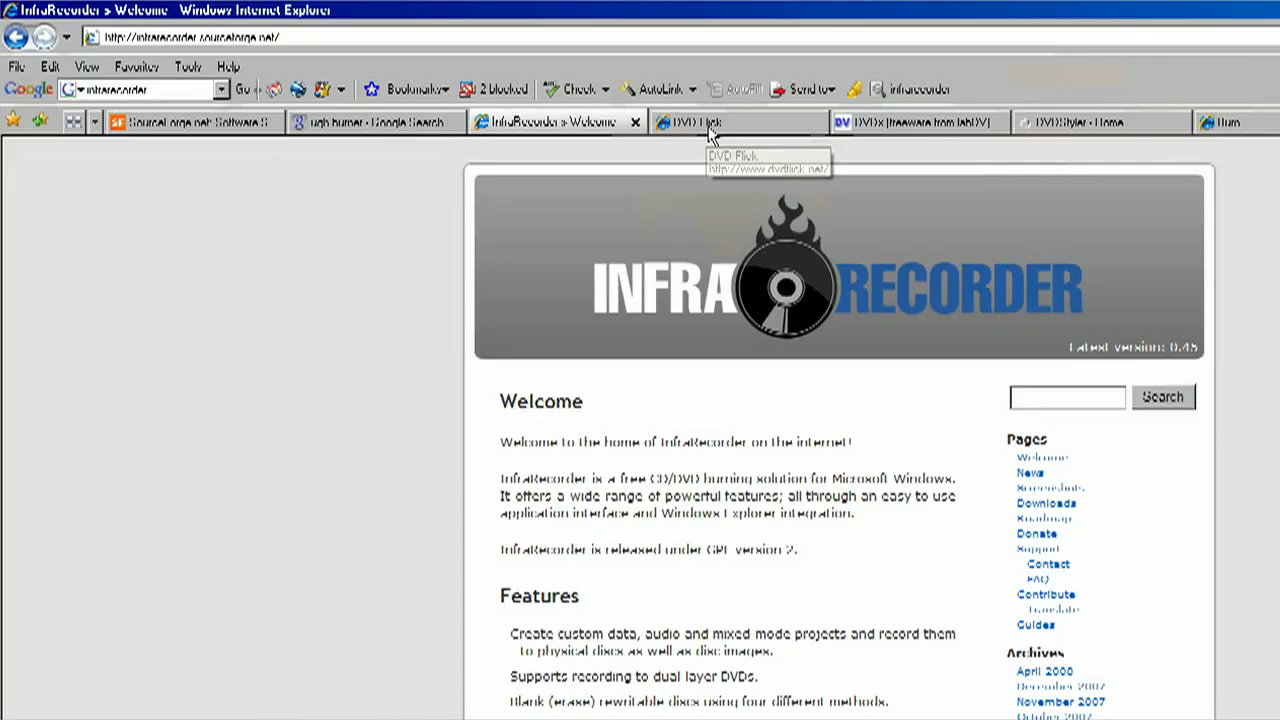 InfraRecorder » Welcome - Windows Internet Explorer
http://infrarecorder.sourceforge.net/
File Edit View Favorites Tools Help
Google infrarecorder Go Bookmarks 2 blocked Check AutoLink AutoFill Send to infrarecorder
SourceForge.net: Software S ugh burner - Google Search InfraRecorder » Welcome DVD Flick DVDx [freeware from labDV] DVDStyler - Home Burn
DVD Flick
http://www.dvdflick.net/
INFRA RECORDER
Latest version: 0.45
Welcome
Search
Welcome to the home of InfraRecorder on the internet!
InfraRecorder is a free CD/DVD burning solution for Microsoft Windows.
It offers a wide range of powerful features; all through an easy to use
application interface and Windows Explorer integration.
InfraRecorder is released under GPL version 2.
Features
Create custom data, audio and mixed mode projects and record them
to physical discs as well as disc images.
Supports recording to dual layer DVDs.
Blank (erase) rewritable discs using four different methods.
Pages
Welcome
News
Screenshots
Downloads
Roadmap
Donate
Support
Contact
FAQ
Contribute
Translate
Guides
Archives
April 2008
December 2007
November 2007
October 2007